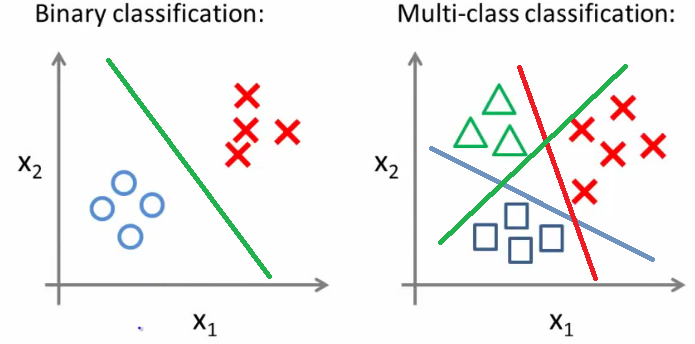 Binary classification:
Multi-class classification:
x2
x1
x2
x1